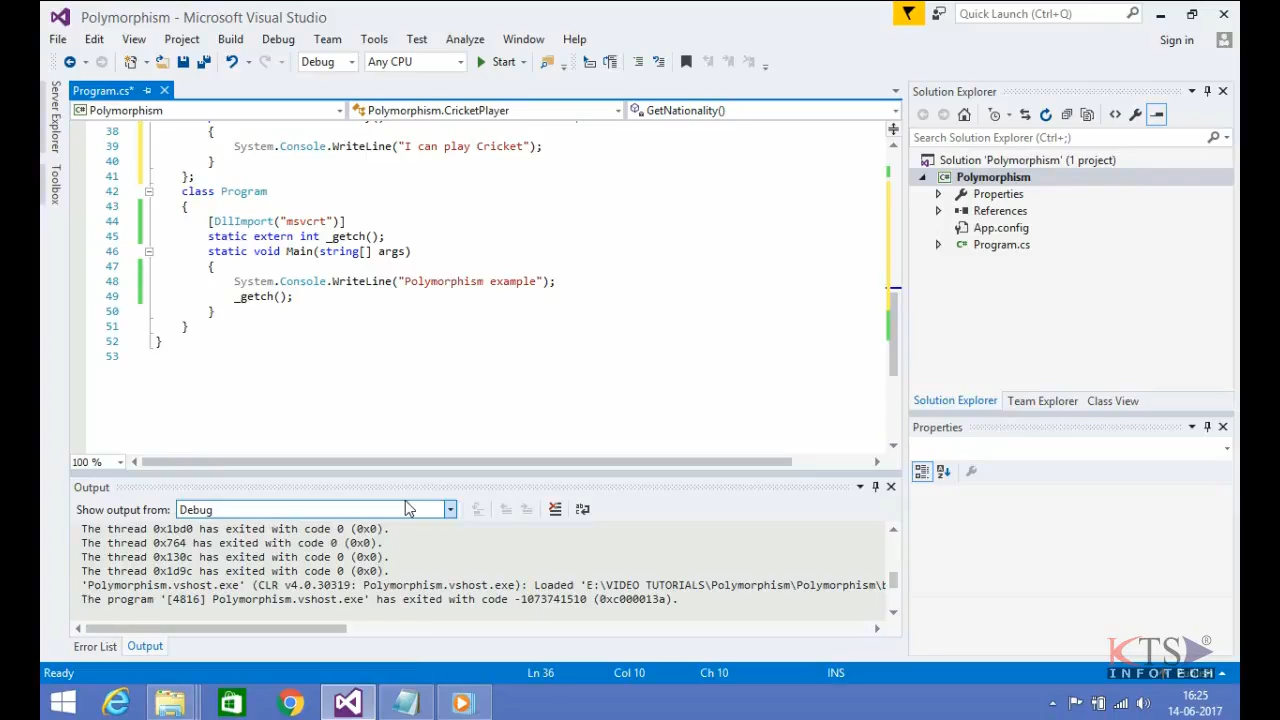 Polymorphism - Microsoft Visual Studio
Quick Launch (Ctrl+Q)
File Edit View Project Build Debug Team Tools Test Analyze Window Help
Sign in
Debug Any CPU Start
Server Explorer
Toolbox
Program.cs*
Polymorphism Polymorphism.CricketPlayer GetNationality()
38 {
39 System.Console.WriteLine("I can play Cricket");
40 }
41 };
42 class Program
43 {
44 [DllImport("msvcrt")]
45 static extern int _getch();
46 static void Main(string[] args)
47 {
48 System.Console.WriteLine("Polymorphism example");
49 _getch();
50 }
51 }
52 }
53
100 %
Output
Show output from: Debug
The thread 0x1bd0 has exited with code 0 (0x0).
The thread 0x764 has exited with code 0 (0x0).
The thread 0x130c has exited with code 0 (0x0).
The thread 0x1d9c has exited with code 0 (0x0).
'Polymorphism.vshost.exe' (CLR v4.0.30319: Polymorphism.vshost.exe): Loaded 'E:\VIDEO TUTORIALS\Polymorphism\Polymorphism\b
The program '[4816] Polymorphism.vshost.exe' has exited with code -1073741510 (0xc000013a).
Error List Output
Solution Explorer
Search Solution Explorer (Ctrl+;)
Solution 'Polymorphism' (1 project)
Polymorphism
Properties
References
App.config
Program.cs
Solution Explorer Team Explorer Class View
Properties
KTS ®
INFOTECH
Ready Ln 36 Col 10 Ch 10 INS
16:25
14-06-2017